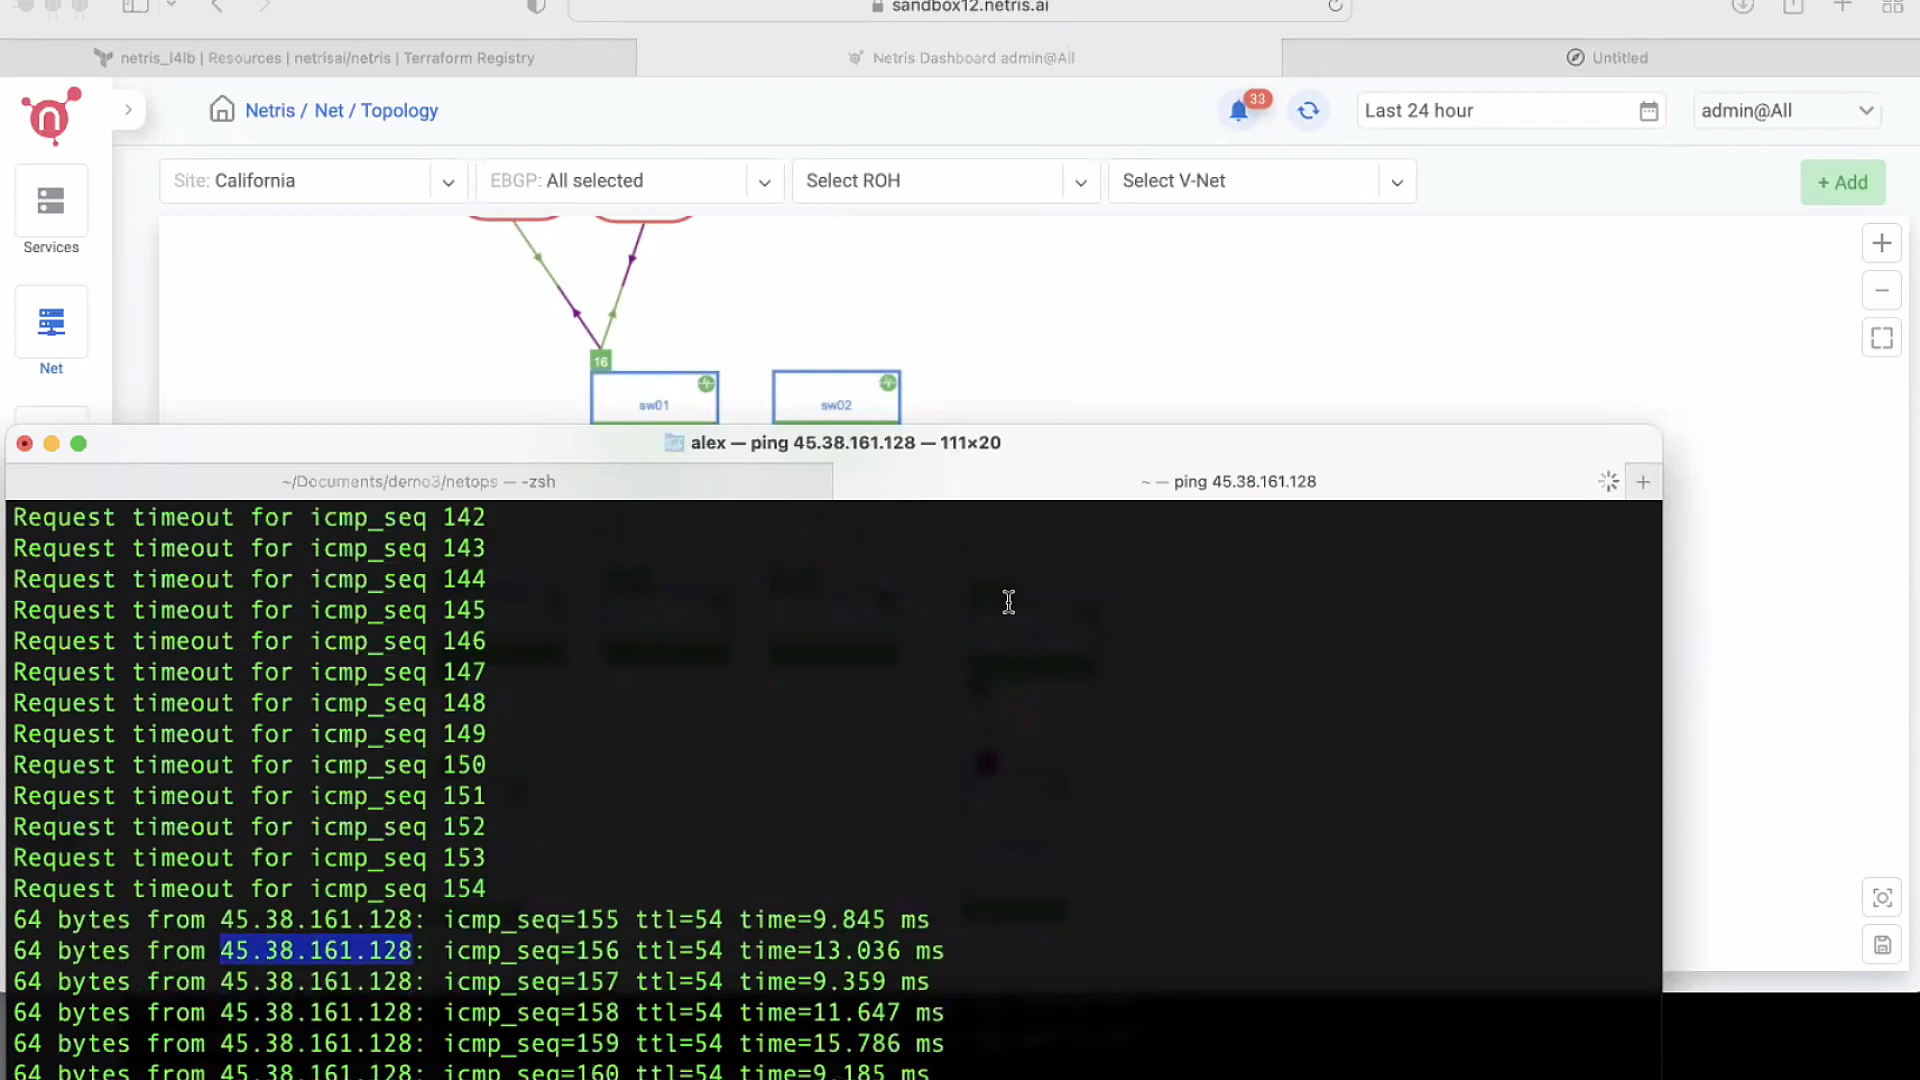 sandbox12.netris.ai
netris_l4lb | Resources | netrisai/netris | Terraform Registry
Netris Dashboard admin@All
Untitled
Netris / Net / Topology
33
Last 24 hour
admin@All
Site: California
EBGP: All selected
Select ROH
Select V-Net
+ Add
Services
Net
16
sw01
sw02
alex — ping 45.38.161.128 — 111×20
~/Documents/demo3/netops — -zsh
~ — ping 45.38.161.128
Request timeout for icmp_seq 142
Request timeout for icmp_seq 143
Request timeout for icmp_seq 144
Request timeout for icmp_seq 145
Request timeout for icmp_seq 146
Request timeout for icmp_seq 147
Request timeout for icmp_seq 148
Request timeout for icmp_seq 149
Request timeout for icmp_seq 150
Request timeout for icmp_seq 151
Request timeout for icmp_seq 152
Request timeout for icmp_seq 153
Request timeout for icmp_seq 154
64 bytes from 45.38.161.128: icmp_seq=155 ttl=54 time=9.845 ms
64 bytes from 45.38.161.128: icmp_seq=156 ttl=54 time=13.036 ms
64 bytes from 45.38.161.128: icmp_seq=157 ttl=54 time=9.359 ms
64 bytes from 45.38.161.128: icmp_seq=158 ttl=54 time=11.647 ms
64 bytes from 45.38.161.128: icmp_seq=159 ttl=54 time=15.786 ms
64 bytes from 45.38.161.128: icmp_seq=160 ttl=54 time=9.185 ms